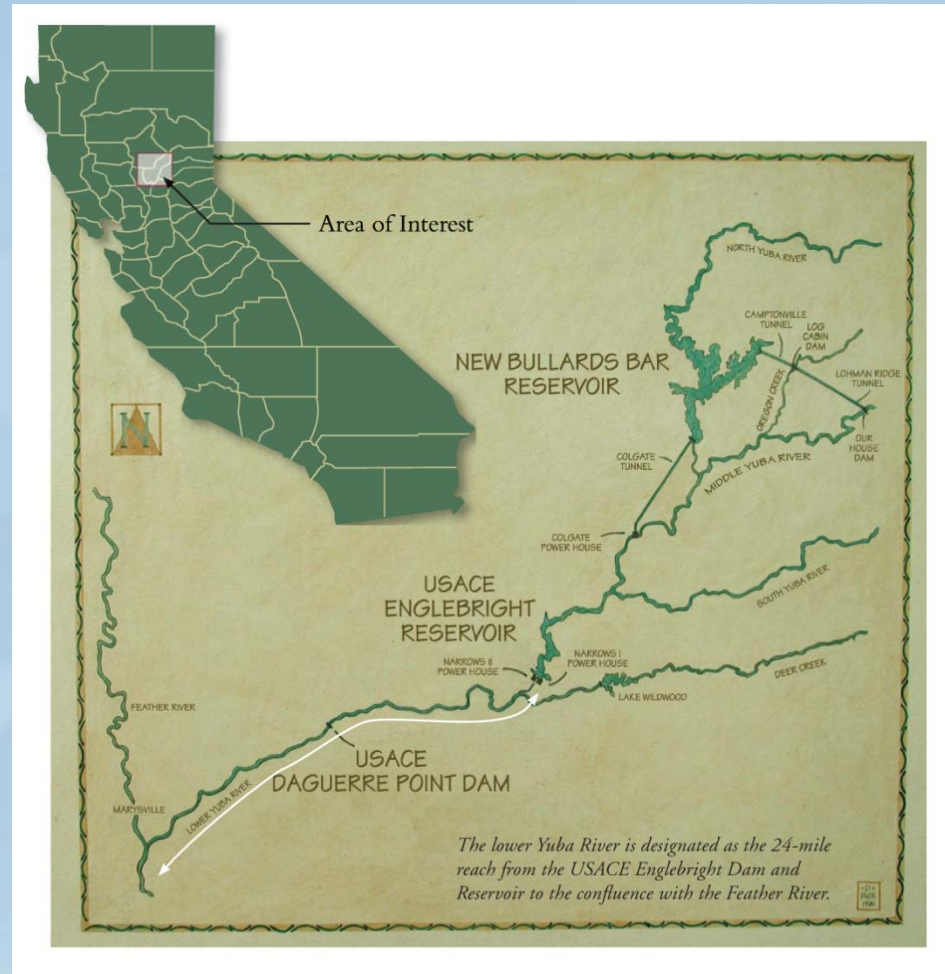 Area of Interest
NORTH YUBA RIVER
CAMPTONVILLE
TUNNEL
LOG
CABIN
DAM
NEW BULLARDS BAR
RESERVOIR
LOHMAN RIDGE
TUNNEL
OREGON CREEK
N
OUR
HOUSE
DAM
COLGATE
TUNNEL
MIDDLE YUBA RIVER
COLGATE
POWER HOUSE
SOUTH YUBA RIVER
USACE
ENGLEBRIGHT
RESERVOIR
NARROWS II
POWER HOUSE
NARROWS I
POWER HOUSE
DEER CREEK
LAKE WILDWOOD
FEATHER RIVER
USACE
DAGUERRE POINT DAM
MARYSVILLE
LOWER YUBA RIVER
The lower Yuba River is designated as the 24-mile
reach from the USACE Englebright Dam and
Reservoir to the confluence with the Feather River.